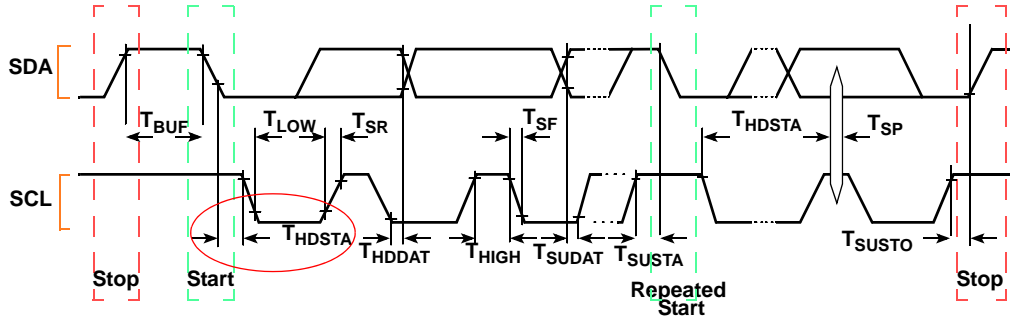 SDA
TBUF
TLOW
TSR
TSF
THDSTA
TSP
SCL
THDSTA
THDDAT
THIGH
TSUDAT
TSUSTA
TSUSTO
Stop
Start
Repeated
Start
Stop